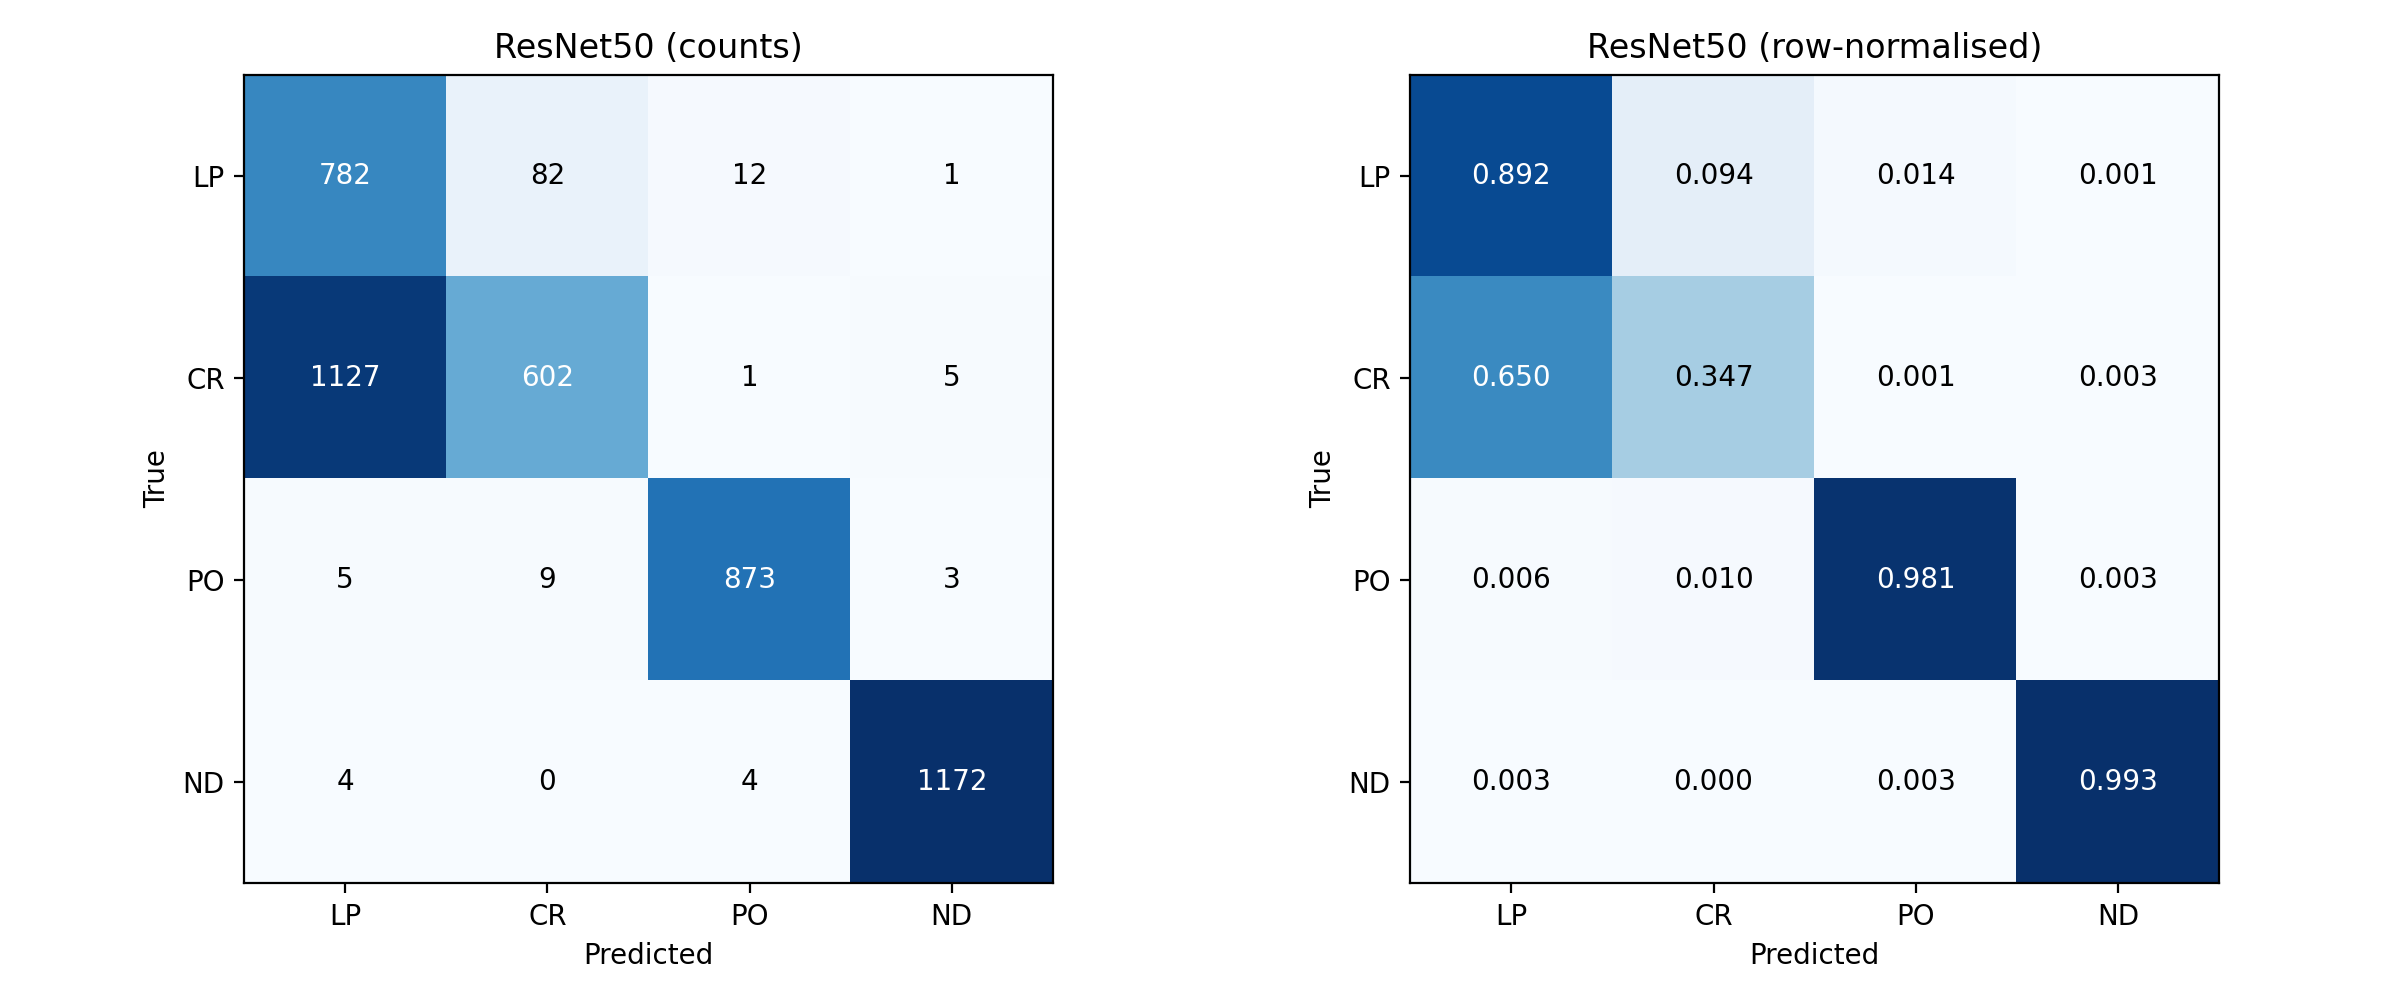 ResNet50 (counts)
LP 782 82 12 1
CR 1127 602 1 5
PO 5 9 873 3
ND 4 0 4 1172
LP CR PO ND
Predicted
True
ResNet50 (row-normalised)
LP 0.892 0.094 0.014 0.001
CR 0.650 0.347 0.001 0.003
PO 0.006 0.010 0.981 0.003
ND 0.003 0.000 0.003 0.993
LP CR PO ND
Predicted
True